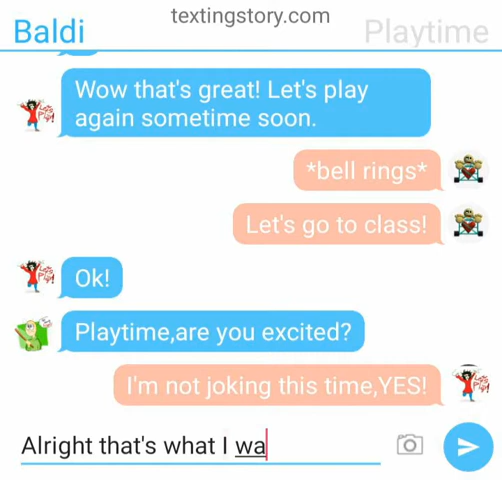 textingstory.com
Baldi
Playtime
Wow that's great! Let's play
again sometime soon.
*bell rings*
Let's go to class!
Ok!
Playtime,are you excited?
I'm not joking this time,YES!
Alright that's what I wa